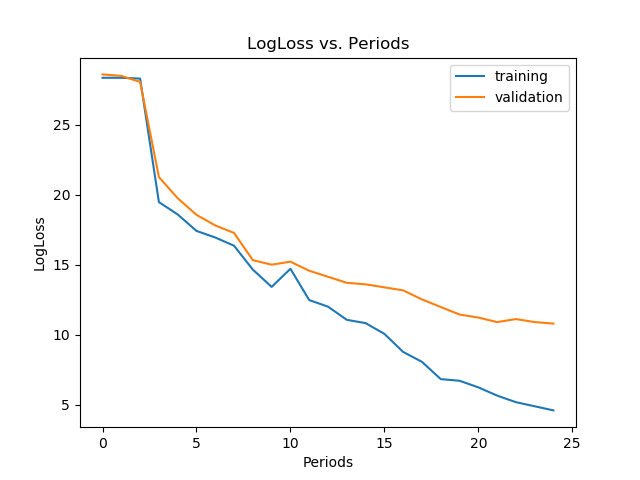 LogLoss vs. Periods
training
validation
LogLoss
25
20
15
10
5
0 5 10 15 20 25
Periods